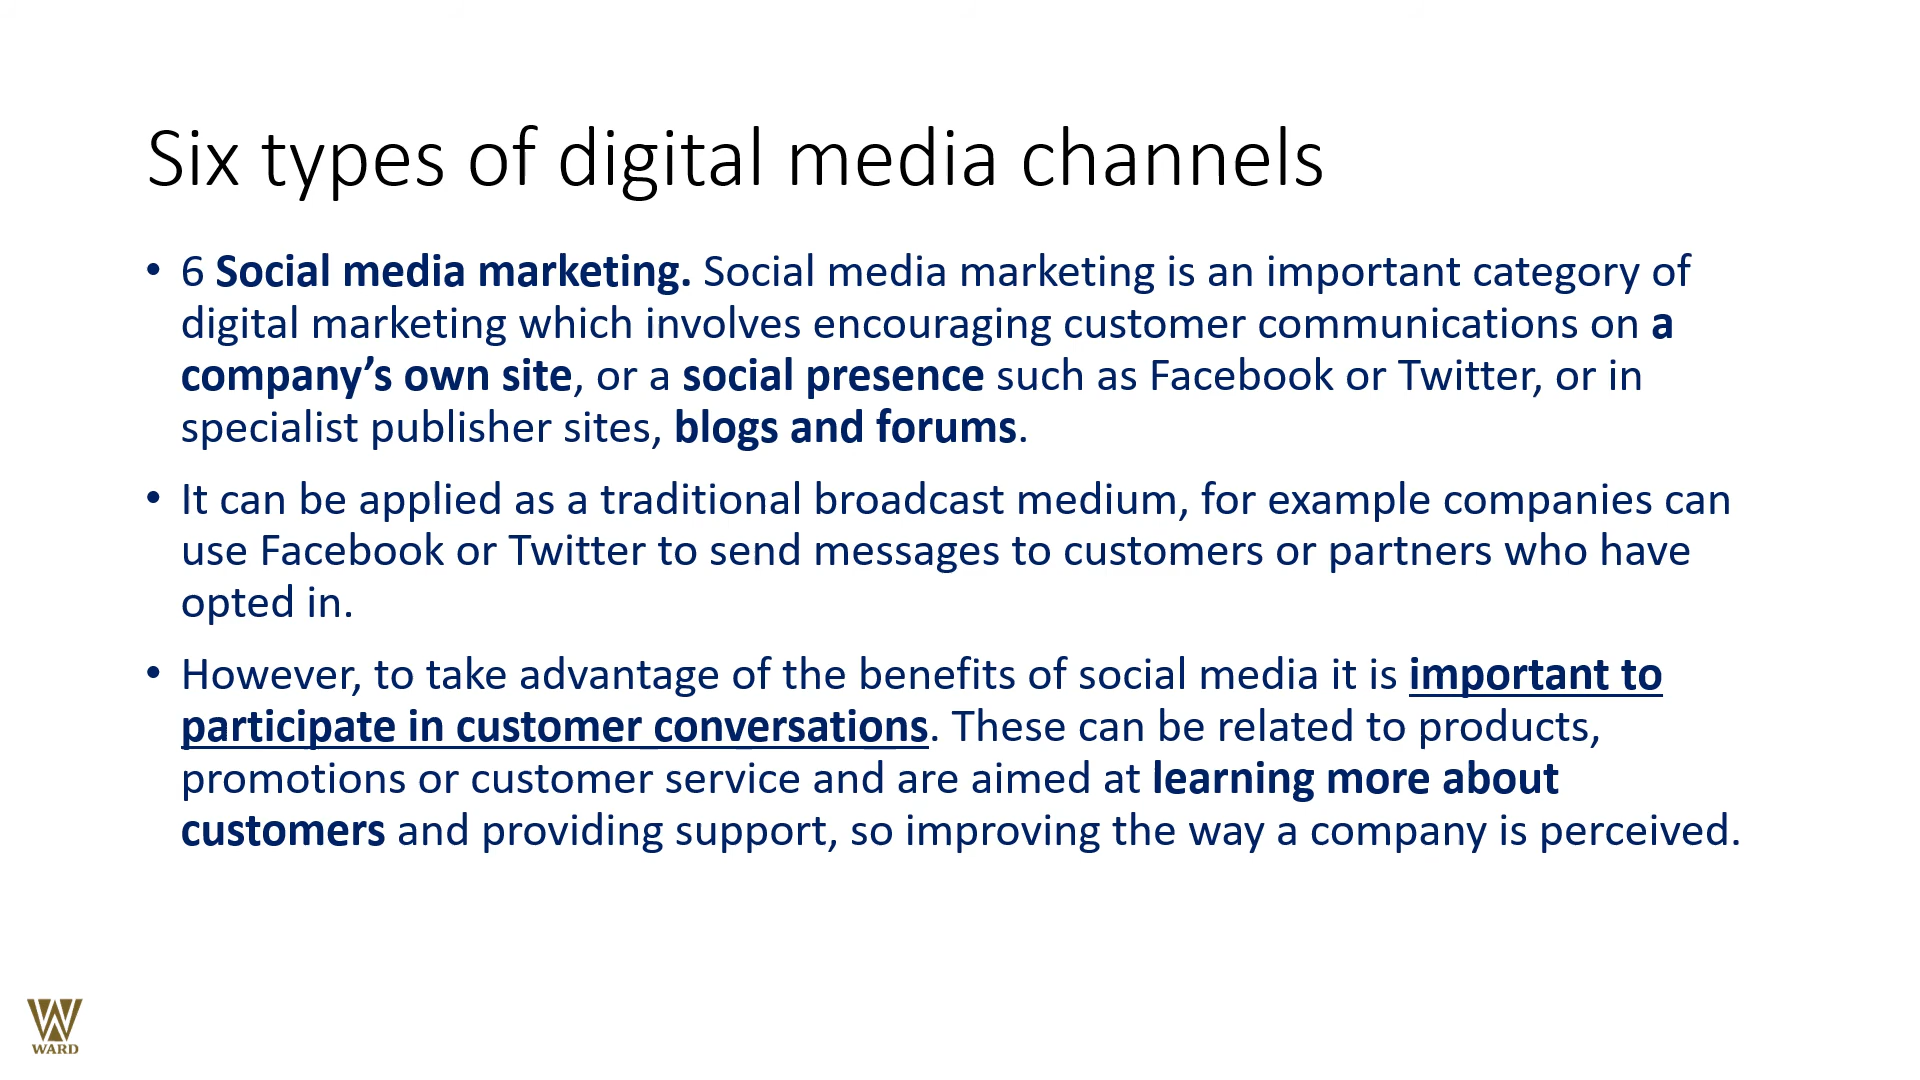 Six types of digital media channels
• 6 Social media marketing. Social media marketing is an important category of
digital marketing which involves encouraging customer communications on a
company’s own site, or a social presence such as Facebook or Twitter, or in
specialist publisher sites, blogs and forums.
• It can be applied as a traditional broadcast medium, for example companies can
use Facebook or Twitter to send messages to customers or partners who have
opted in.
• However, to take advantage of the benefits of social media it is important to
participate in customer conversations. These can be related to products,
promotions or customer service and are aimed at learning more about
customers and providing support, so improving the way a company is perceived.
WARD